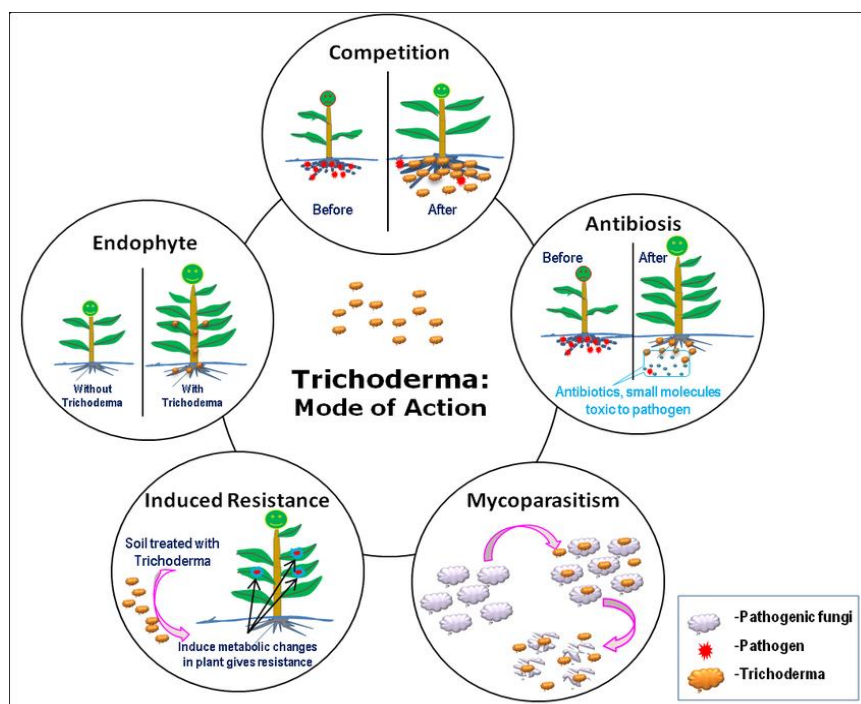 Competition
Before
After
Antibiosis
Before
After
Antibiotics, small molecules
toxic to pathogen
Endophyte
Without
Trichoderma
With
Trichoderma
Trichoderma:
Mode of Action
Induced Resistance
Soil treated with
Trichoderma
Induce metabolic changes
in plant gives resistance
Mycoparasitism
-Pathogenic fungi
-Pathogen
-Trichoderma